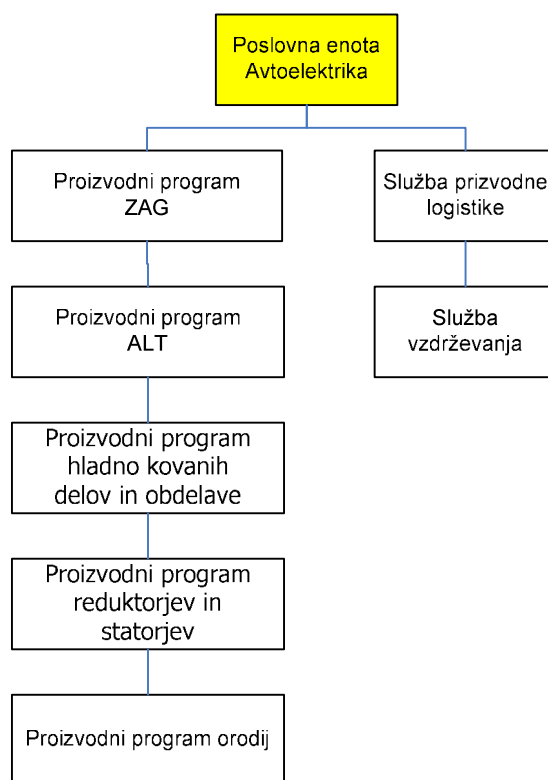 Poslovna enota
Avtoelektrika
Proizvodni program
ZAG
Služba prizvodne
logistike
Proizvodni program
ALT
Služba
vzdrževanja
Proizvodni program
hladno kovanih
delov in obdelave
Proizvodni program
reduktorjev in
statorjev
Proizvodni program orodij